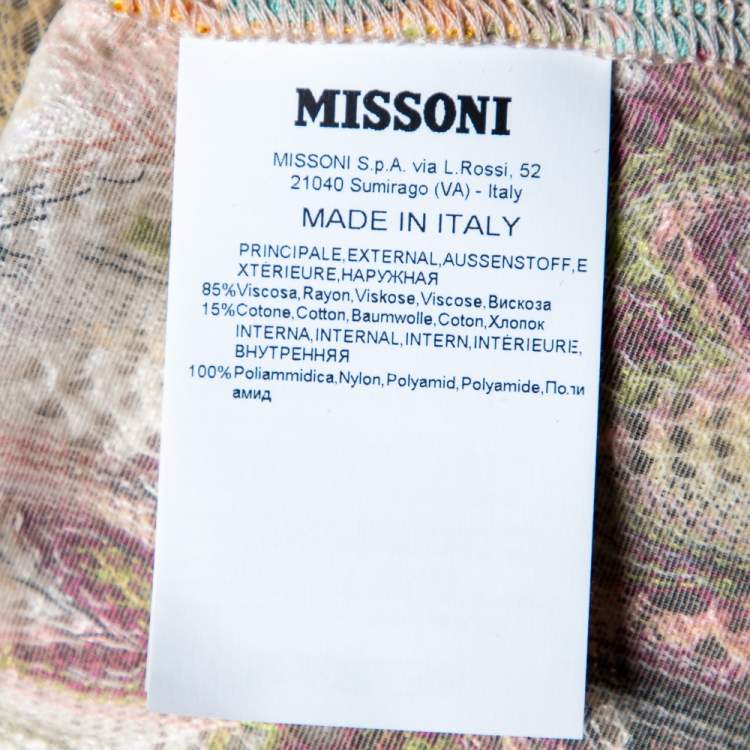 MISSONI
MISSONI S.p.A. via L.Rossi, 52
21040 Sumirago (VA) - Italy
MADE IN ITALY
PRINCIPALE,EXTERNAL,AUSSENSTOFF,E
XTÉRIEURE,НАРУЖНАЯ
85%Viscosa,Rayon,Viskose,Viscose,Вискоза
15%Cotone,Cotton,Baumwolle,Coton,Хлопок
INTERNA,INTERNAL,INTERN,INTÉRIEURE,
ВНУТРЕННЯЯ
100%Poliammidica,Nylon,Polyamid,Polyamide,Поли
амид